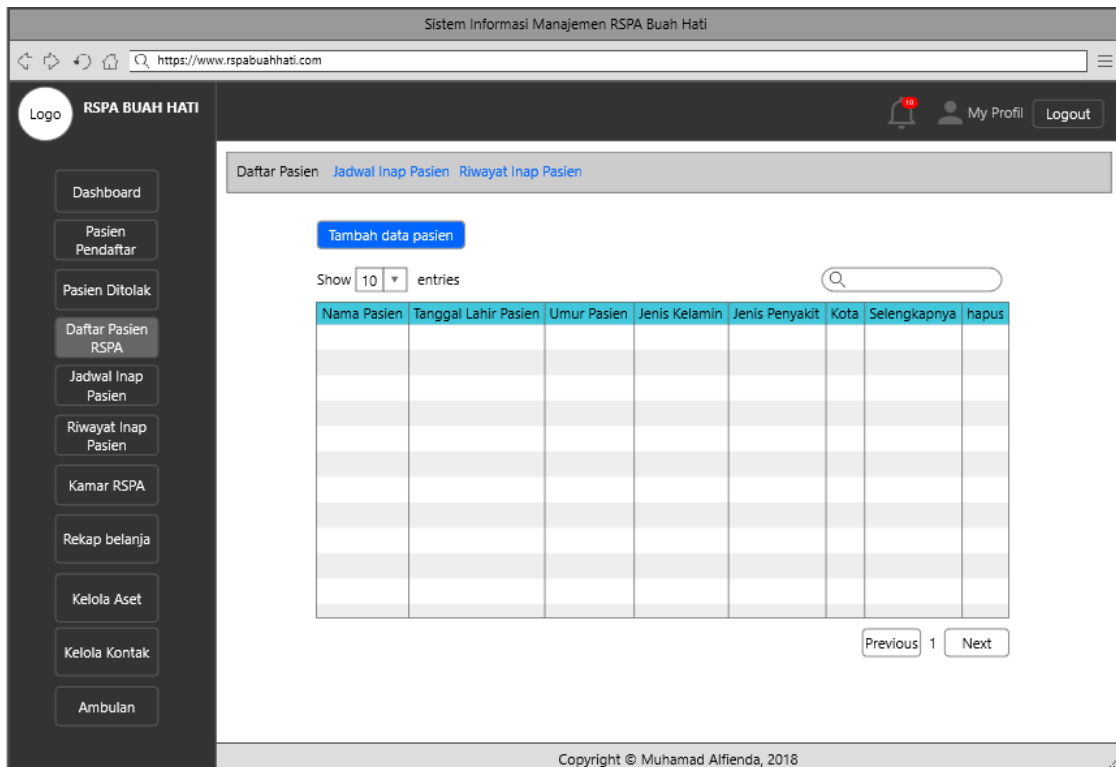 Sistem Informasi Manajemen RSPA Buah Hati
https://www.rspabuahhati.com
Logo
RSPA BUAH HATI
10
My Profil
Logout
Daftar Pasien Jadwal Inap Pasien Riwayat Inap Pasien
Dashboard
Pasien
Pendaftar
Pasien Ditolak
Daftar Pasien
RSPA
Jadwal Inap
Pasien
Riwayat Inap
Pasien
Kamar RSPA
Rekap belanja
Kelola Aset
Kelola Kontak
Ambulan
Tambah data pasien
Show 10 entries
Nama Pasien Tanggal Lahir Pasien Umur Pasien Jenis Kelamin Jenis Penyakit Kota Selengkapnya hapus
Previous 1 Next
Copyright © Muhamad Alfienda, 2018